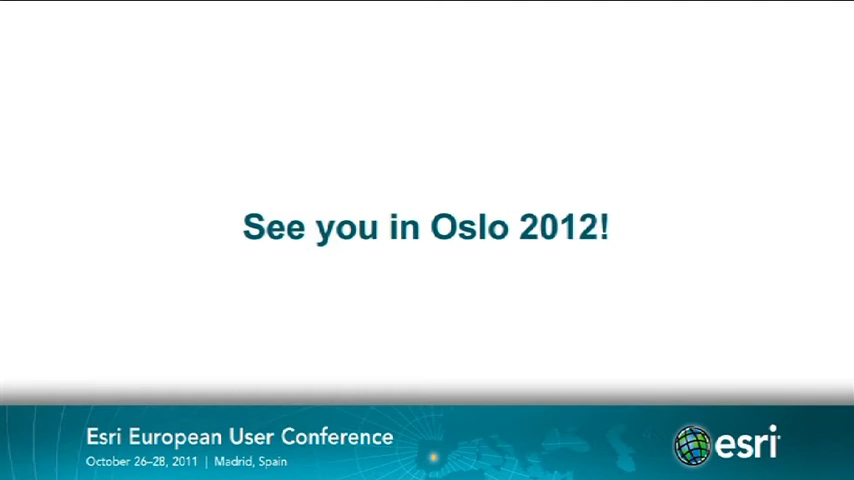 See you in Oslo 2012!
Esri European User Conference
October 26–28, 2011 | Madrid, Spain
esri